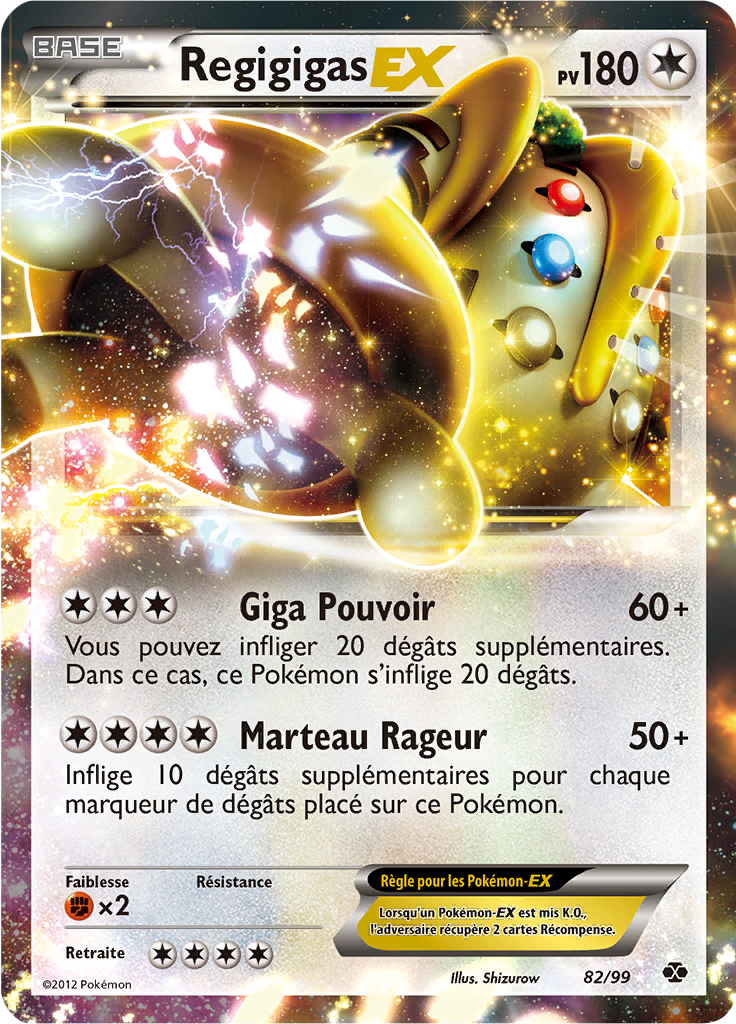 BASE
Regigigas EX
PV 180
Giga Pouvoir 60+
Vous pouvez infliger 20 dégâts supplémentaires.
Dans ce cas, ce Pokémon s'inflige 20 dégâts.
Marteau Rageur 50+
Inflige 10 dégâts supplémentaires pour chaque
marqueur de dégâts placé sur ce Pokémon.
Faiblesse Résistance
×2
Règle pour les Pokémon-EX
Lorsqu'un Pokémon-EX est mis K.O.,
l'adversaire récupère 2 cartes Récompense.
Retraite
©2012 Pokémon
Illus. Shizurow
82/99